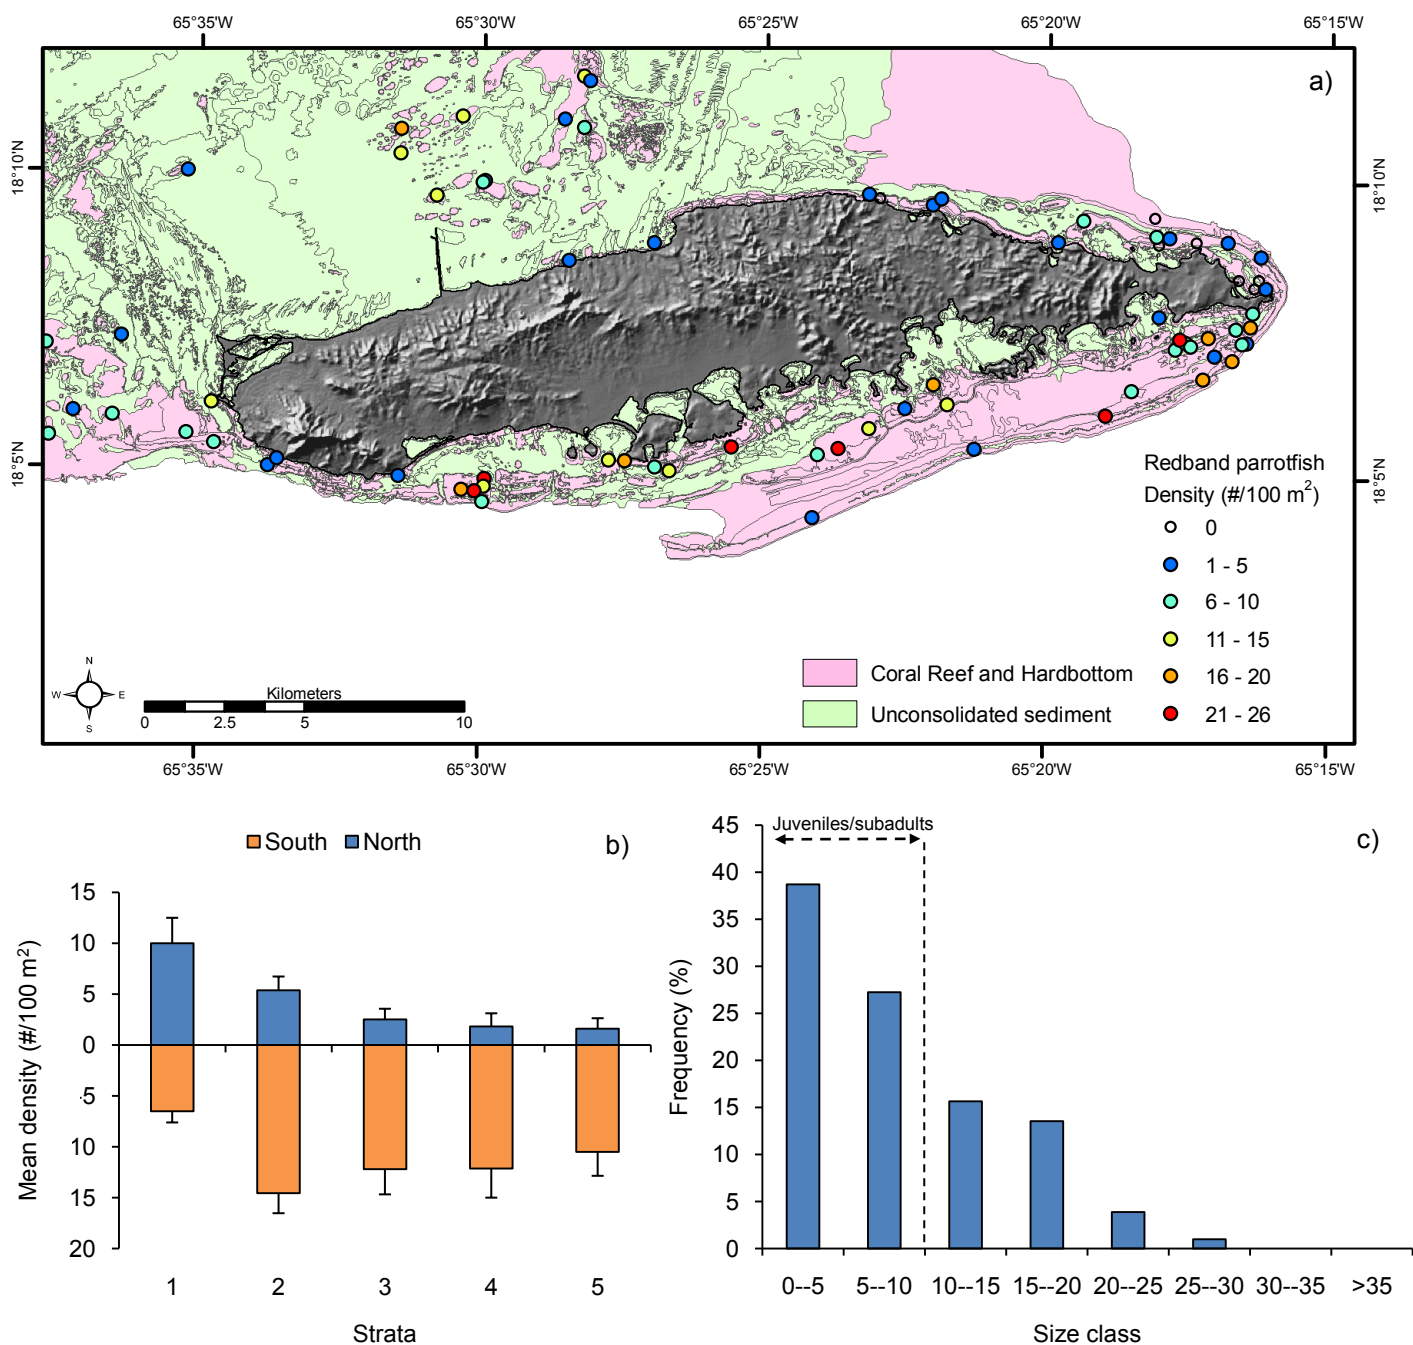 65°35'W 65°30'W 65°25'W 65°20'W 65°15'W
a)
18°10'N 18°10'N
18°5'N 18°5'N
Redband parrotfish
Density (#/100 m²)
0
1 - 5
6 - 10
11 - 15
16 - 20
21 - 26
Coral Reef and Hardbottom
Unconsolidated sediment
N
W E
S
Kilometers
0 2.5 5 10
65°35'W 65°30'W 65°25'W 65°20'W 65°15'W
South North b)
Mean density (#/100 m²)
15
10
5
0
-5
10
15
20
1 2 3 4 5
Strata
Juveniles/subadults
c)
Frequency (%)
45
40
35
30
25
20
15
10
5
0
0--5 5--10 10--15 15--20 20--25 25--30 30--35 >35
Size class